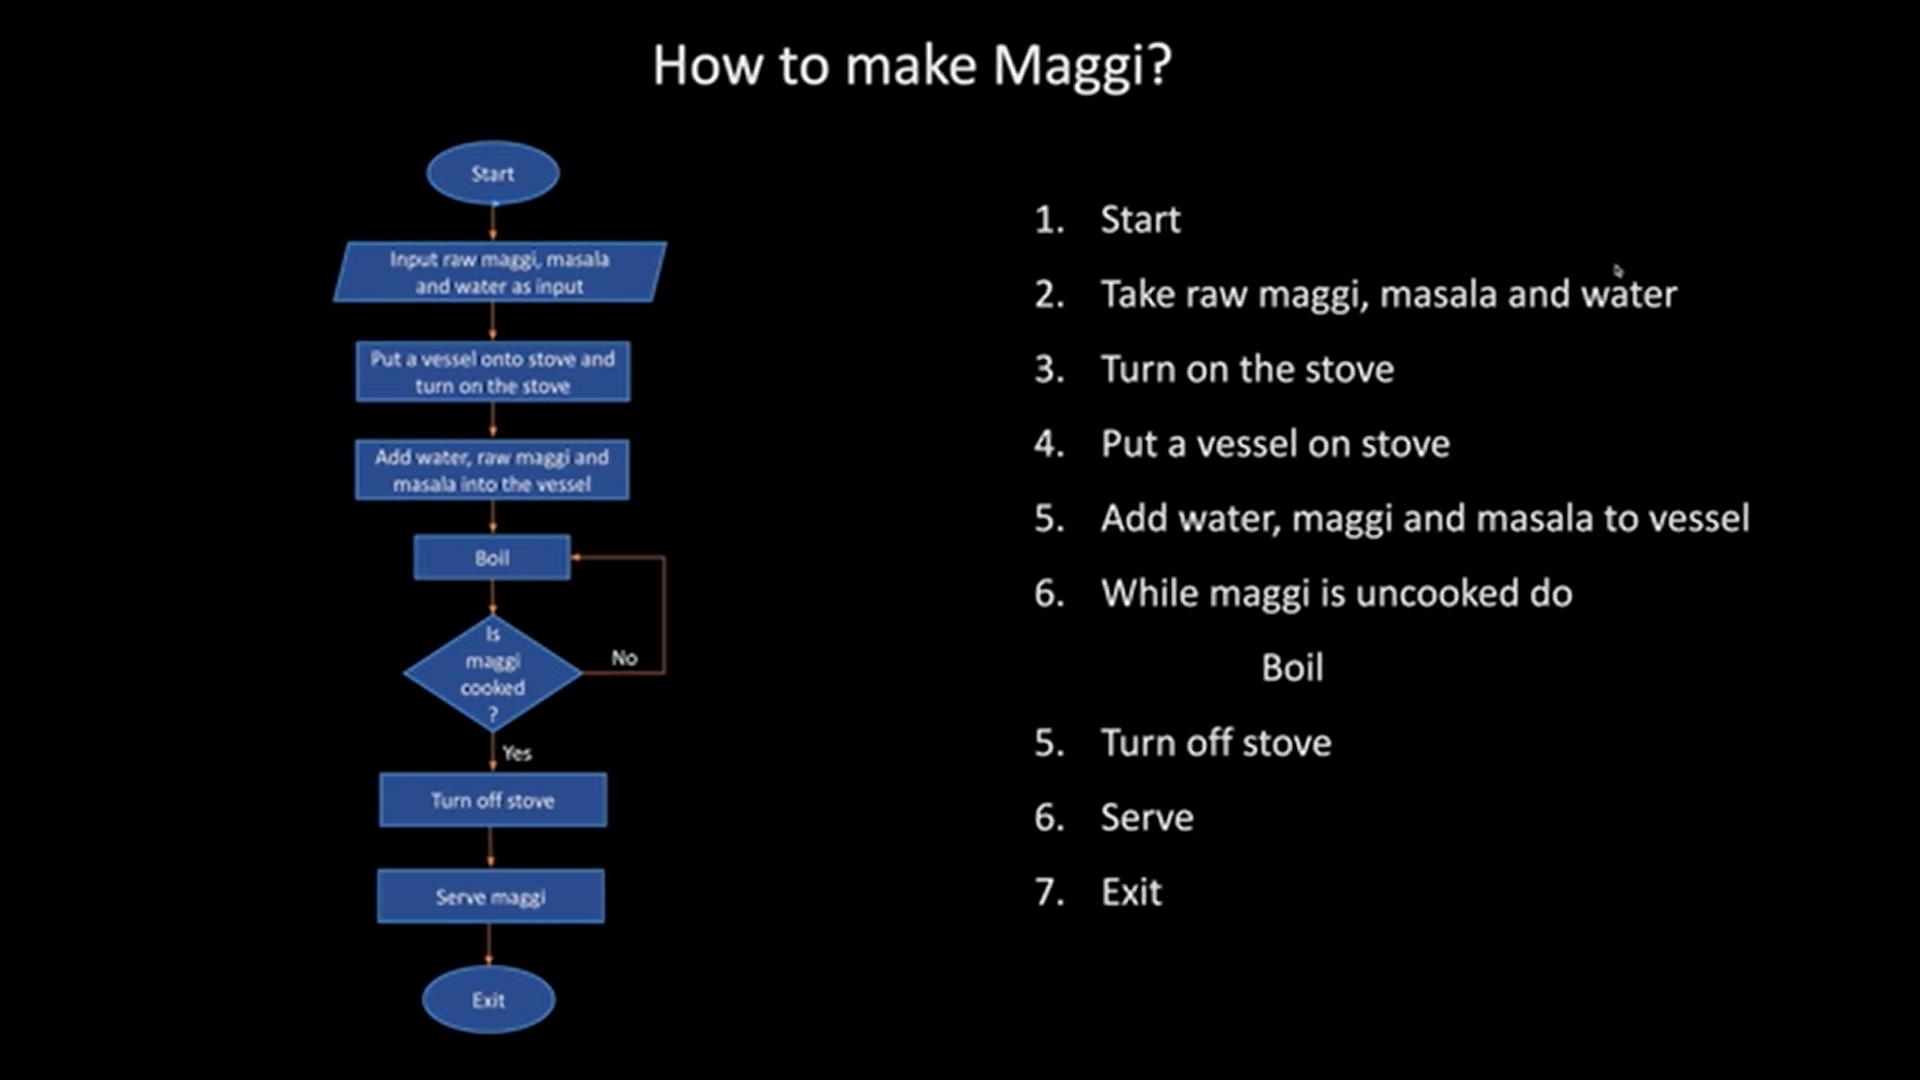 How to make Maggi?
Start
Input raw maggi, masala
and water as input
Put a vessel onto stove and
turn on the stove
Add water, raw maggi and
masala into the vessel
Boil
Is
maggi
cooked
?
No
Yes
Turn off stove
Serve maggi
Exit
1. Start
2. Take raw maggi, masala and water
3. Turn on the stove
4. Put a vessel on stove
5. Add water, maggi and masala to vessel
6. While maggi is uncooked do
Boil
5. Turn off stove
6. Serve
7. Exit